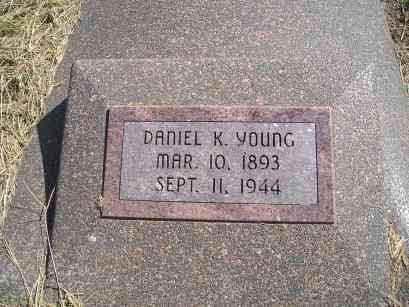 DANIEL K. YOUNG
MAR. 10, 1893
SEPT. 11, 1944